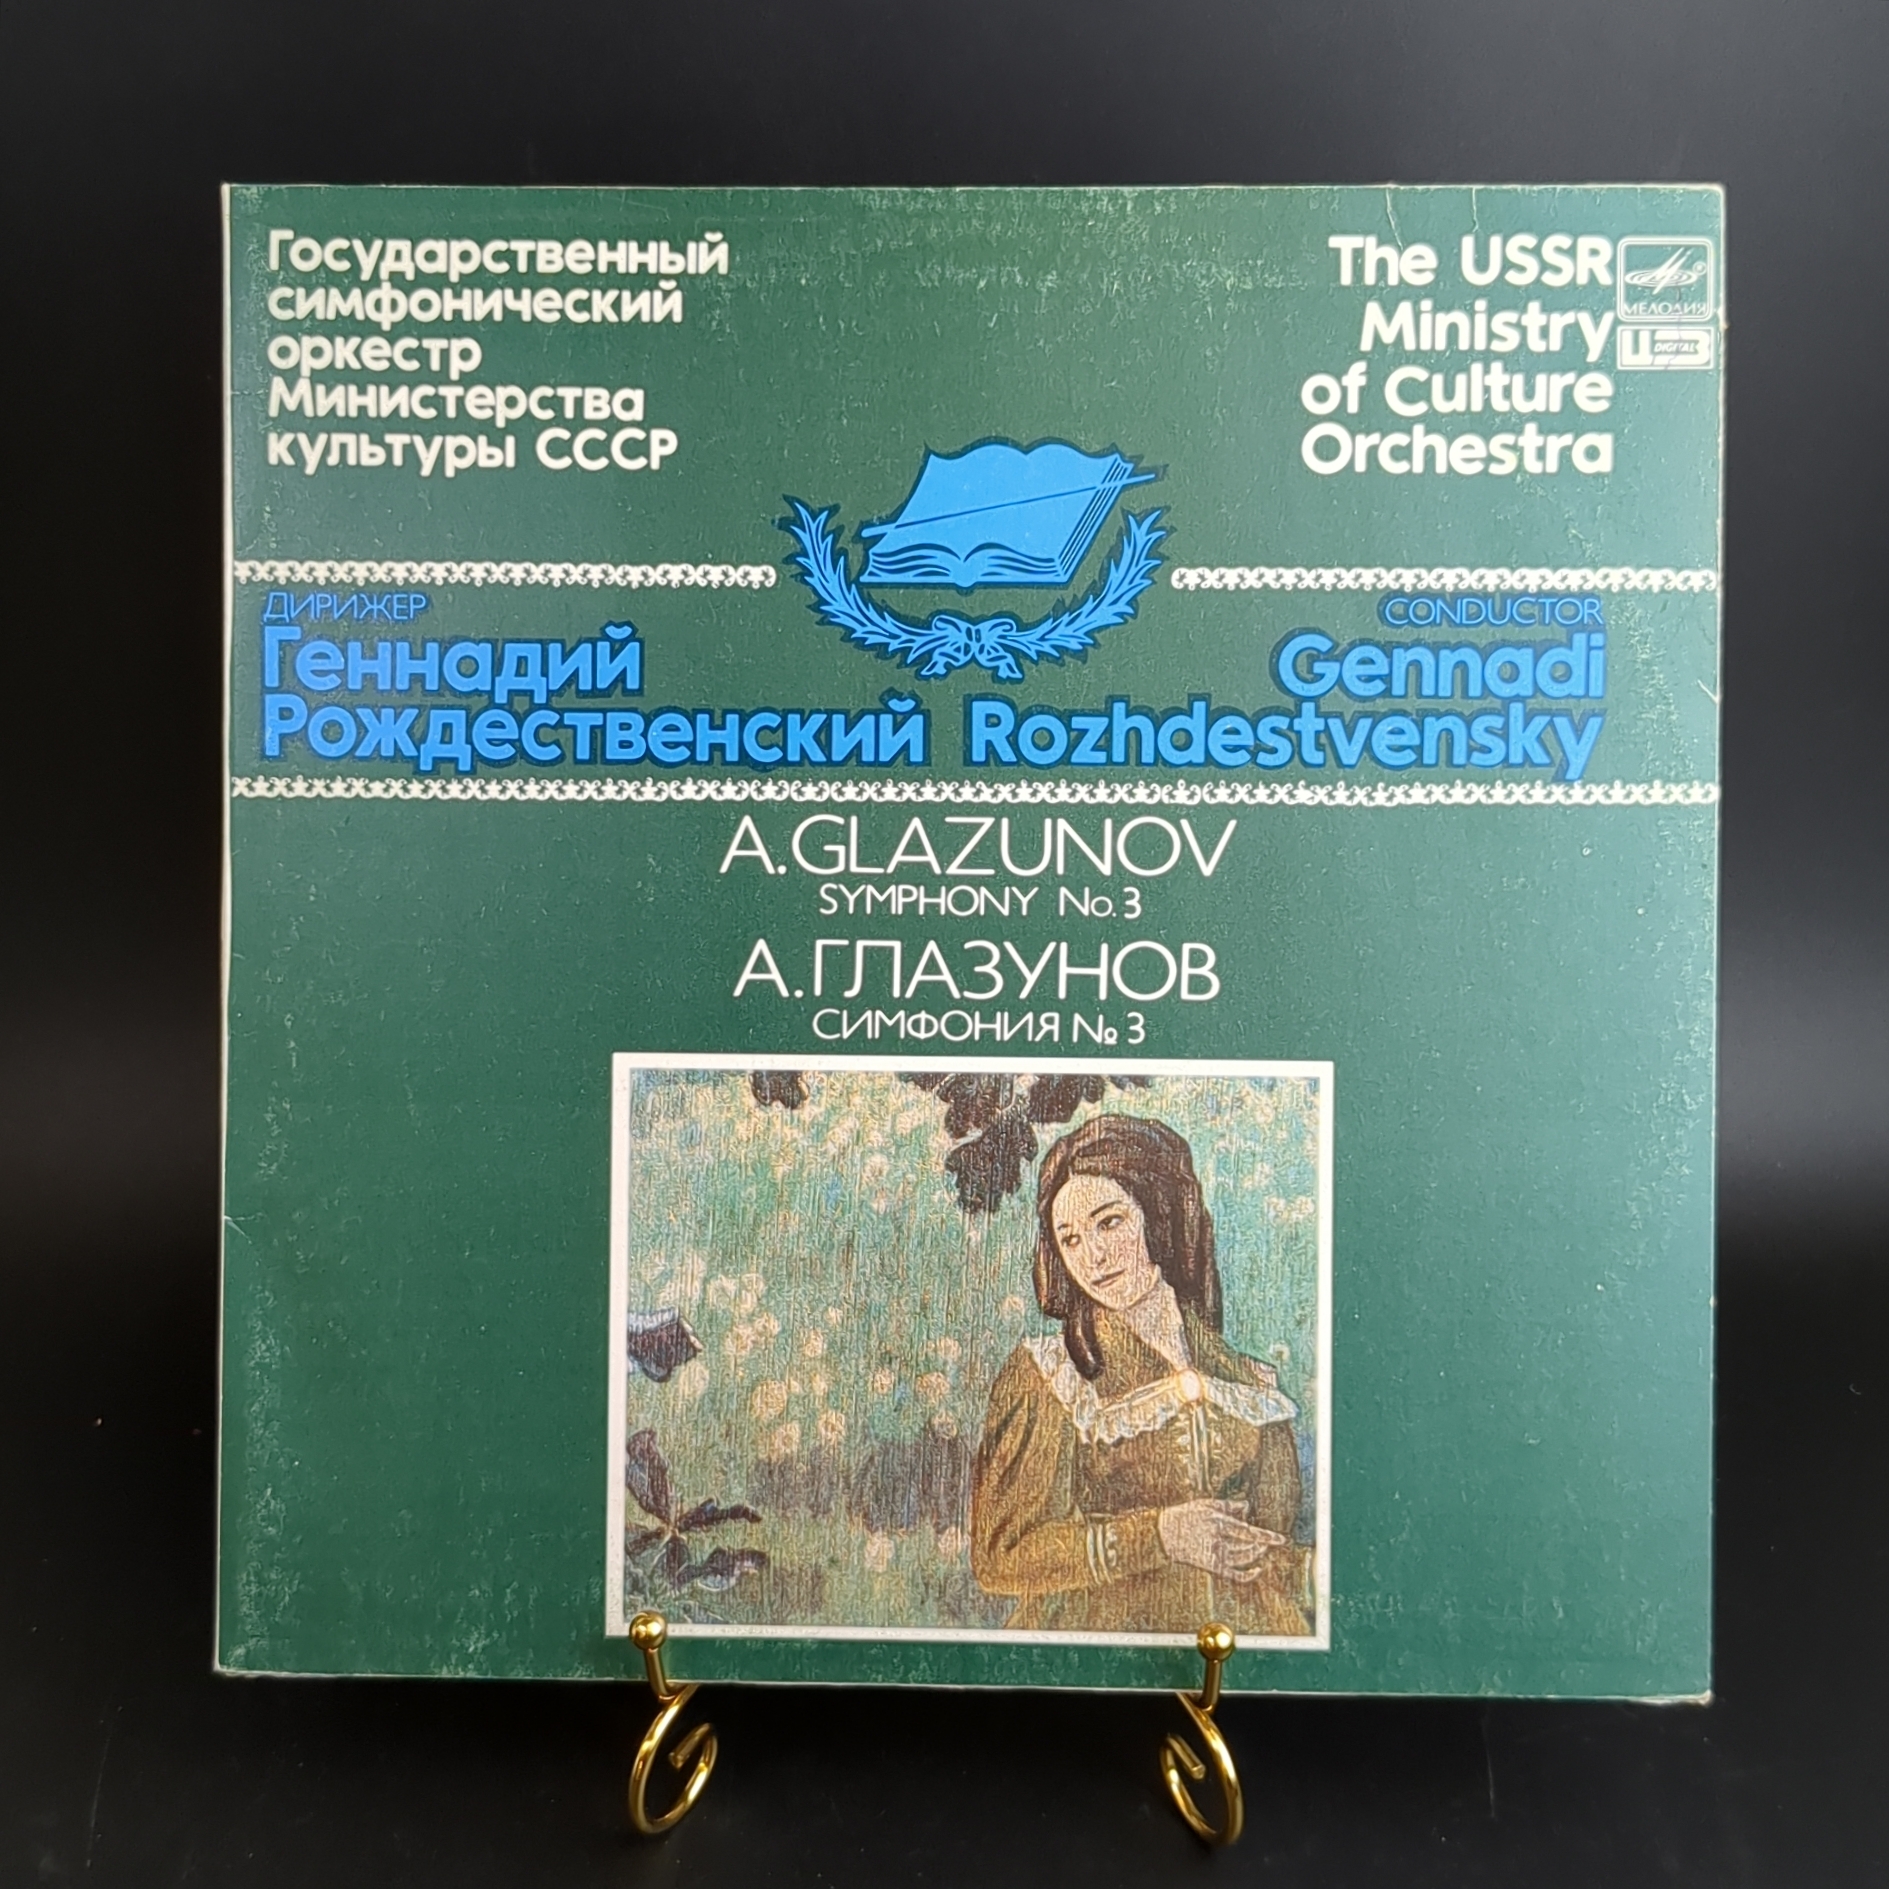 Государственный
симфонический
оркестр
Министерства
культуры СССР
The USSR
Ministry
of Culture
Orchestra
МЕЛОДИЯ
ЦЗ DIGITAL
ДИРИЖЕР
Геннадий
Рождественский
CONDUCTOR
Gennadi
Rozhdestvensky
A.GLAZUNOV
SYMPHONY No.3
А.ГЛАЗУНОВ
СИМФОНИЯ №3